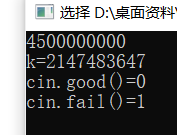 选择 D:\桌面资料\
4500000000
k=2147483647
cin.good()=0
cin.fail()=1